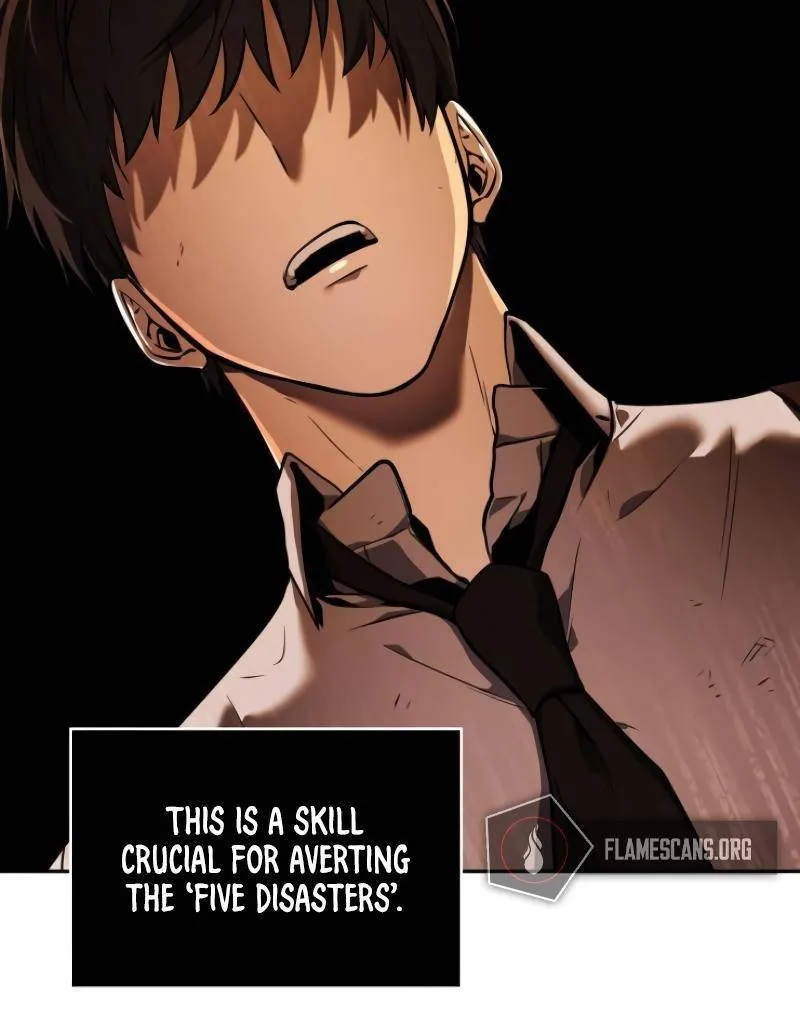 THIS IS A SKILL
CRUCIAL FOR AVERTING
THE ‘FIVE DISASTERS’.
FLAMESCANS.ORG